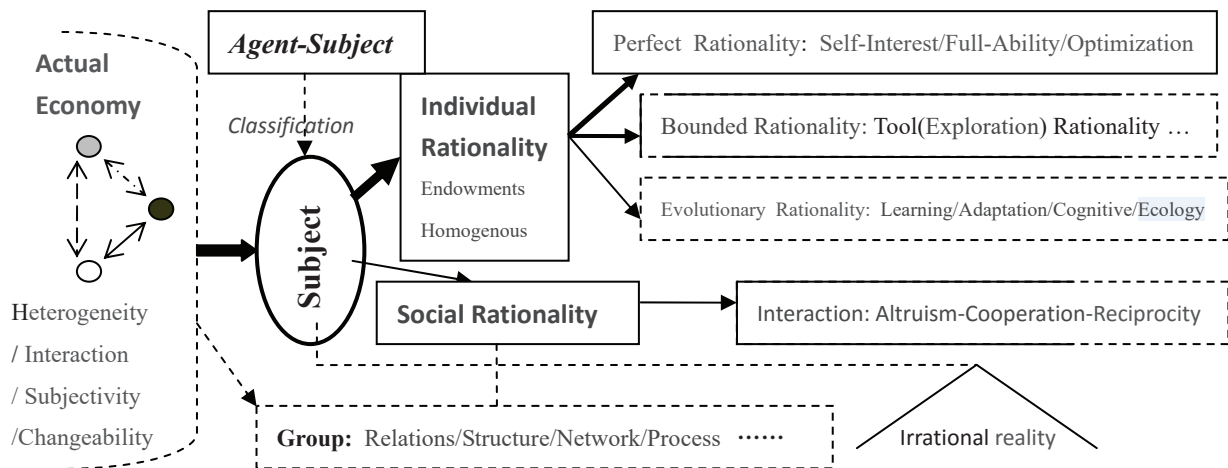 Agent-Subject
Actual
Economy
Classification
Heterogeneity
/ Interaction
/ Subjectivity
/Changeability
Subject
Individual
Rationality
Endowments
Homogenous
Perfect Rationality: Self-Interest/Full-Ability/Optimization
Bounded Rationality: Tool(Exploration) Rationality …
Evolutionary Rationality: Learning/Adaptation/Cognitive/Ecology
Social Rationality
Interaction: Altruism-Cooperation-Reciprocity
Group: Relations/Structure/Network/Process ……
Irrational reality